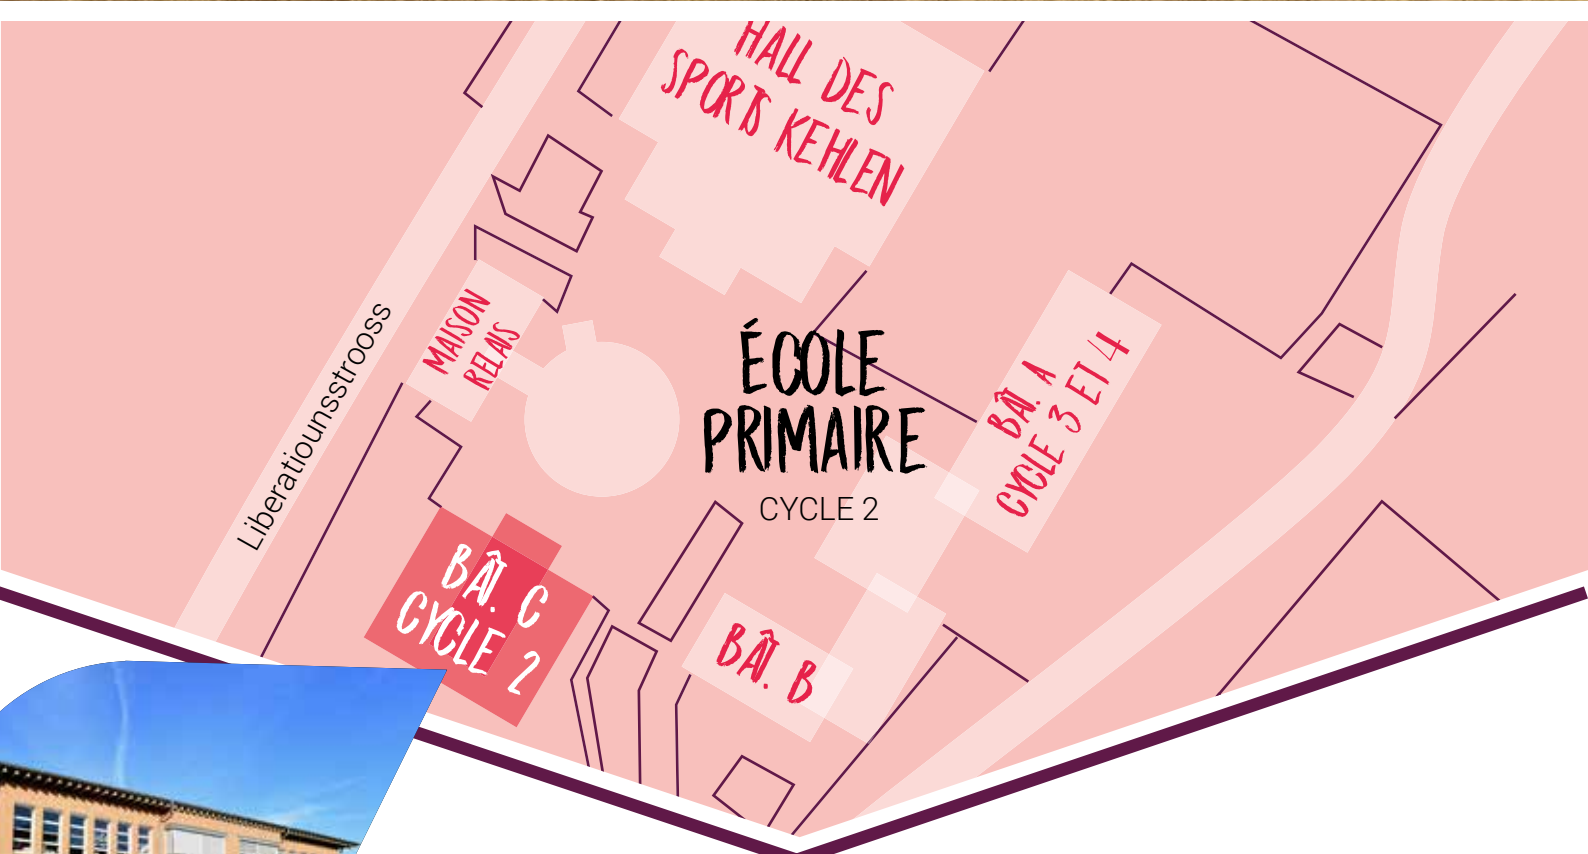 HALL DES
SPORTS KEHLEN
MAISON
RELAIS
Liberatiounsstrooss
ÉCOLE
PRIMAIRE
CYCLE 2
BÂT. A
CYCLE 3 ET 4
BÂT. C
CYCLE 2
BÂT. B